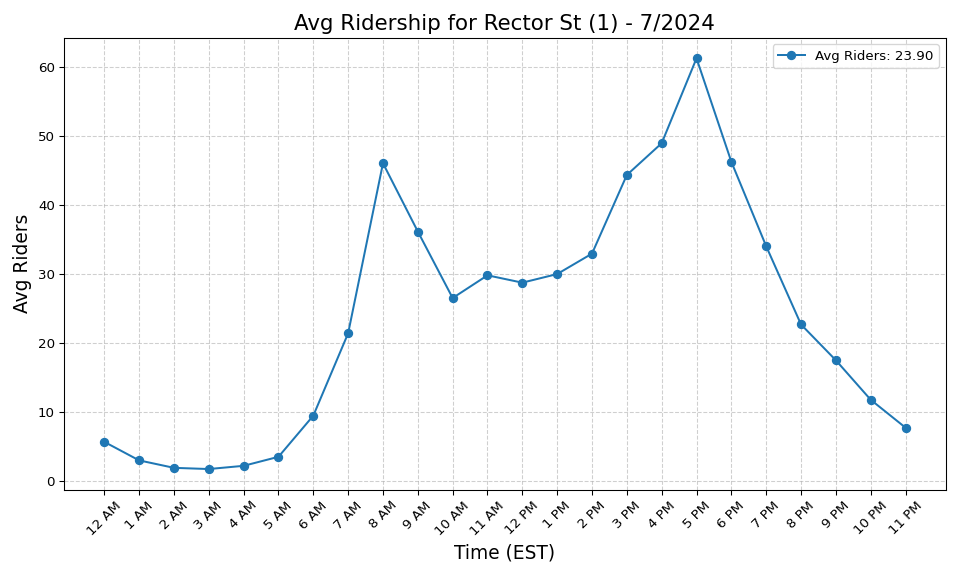 Avg Ridership for Rector St (1) - 7/2024
Avg Riders: 23.90
Avg Riders
60
50
40
30
20
10
0
12 AM
1 AM
2 AM
3 AM
4 AM
5 AM
6 AM
7 AM
8 AM
9 AM
10 AM
11 AM
12 PM
1 PM
2 PM
3 PM
4 PM
5 PM
6 PM
7 PM
8 PM
9 PM
10 PM
11 PM
Time (EST)